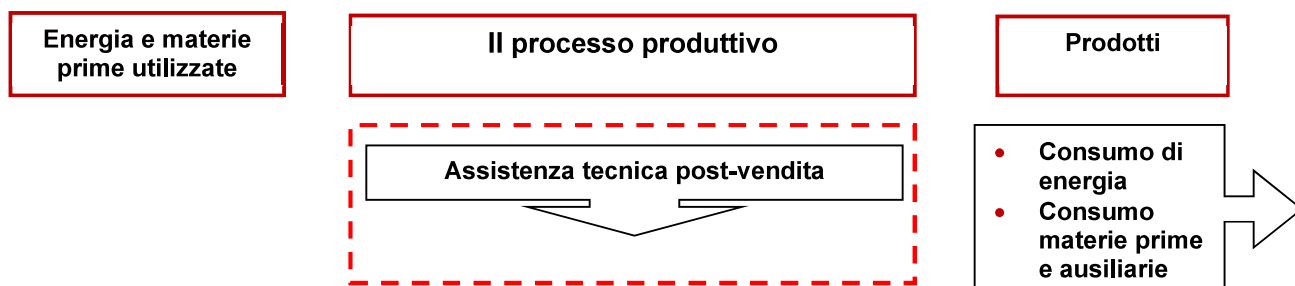 Energia e materie
prime utilizzate
Il processo produttivo
Prodotti
Assistenza tecnica post-vendita
• Consumo di
energia
• Consumo
materie prime
e ausiliarie